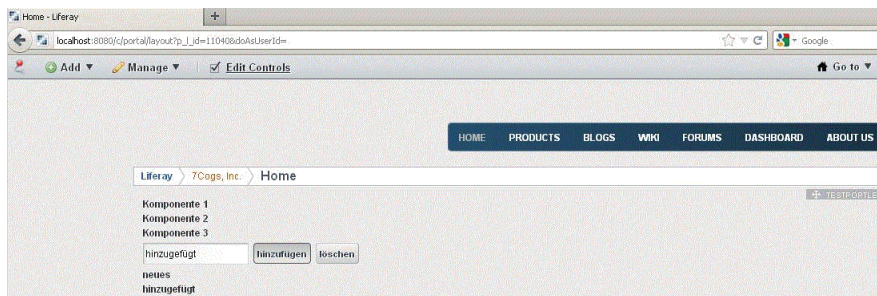 Home - Liferay
localhost:8080/c/portal/layout?p_l_id=11040&doAsUserId=
Google
Add Manage Edit Controls Go to
HOME PRODUCTS BLOGS WIKI FORUMS DASHBOARD ABOUT US
Liferay 7Cogs, Inc. Home
TESTPORTLE
Komponente 1
Komponente 2
Komponente 3
hinzugefügt hinzufügen löschen
neues
hinzugefügt